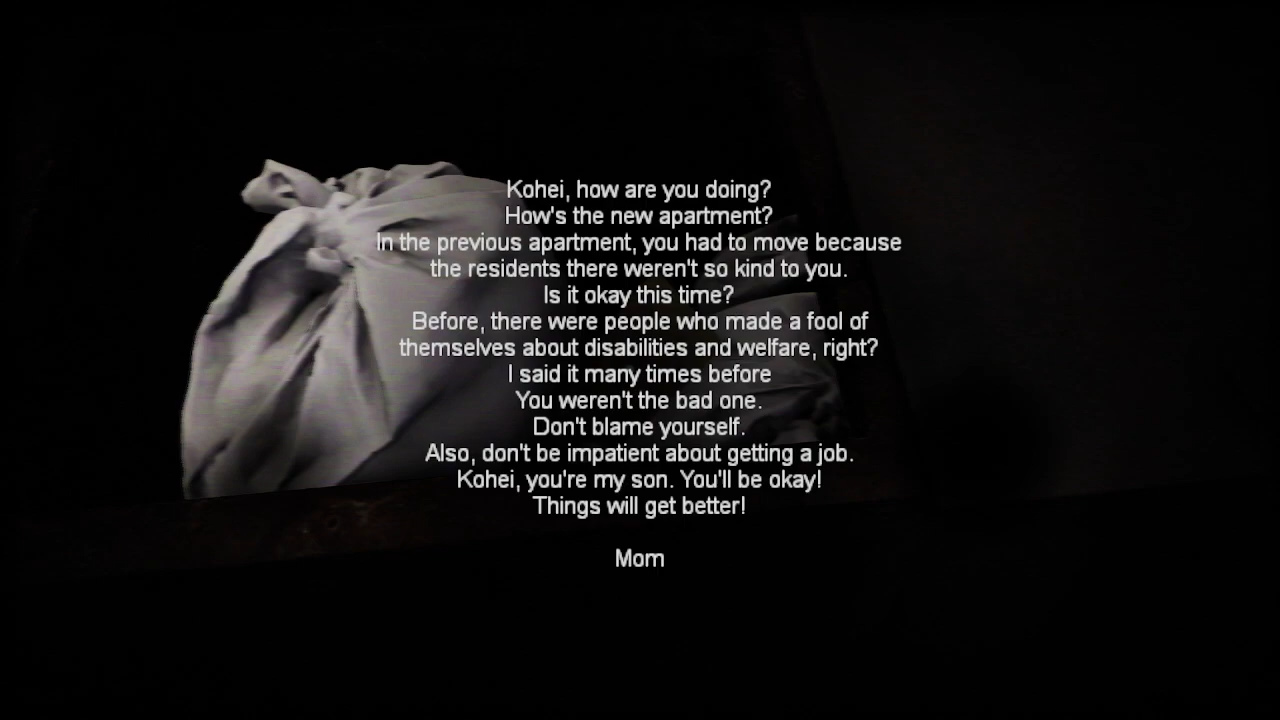 Kohei, how are you doing?
How's the new apartment?
In the previous apartment, you had to move because
the residents there weren't so kind to you.
Is it okay this time?
Before, there were people who made a fool of
themselves about disabilities and welfare, right?
I said it many times before
You weren't the bad one.
Don't blame yourself.
Also, don't be impatient about getting a job.
Kohei, you're my son. You'll be okay!
Things will get better!
Mom